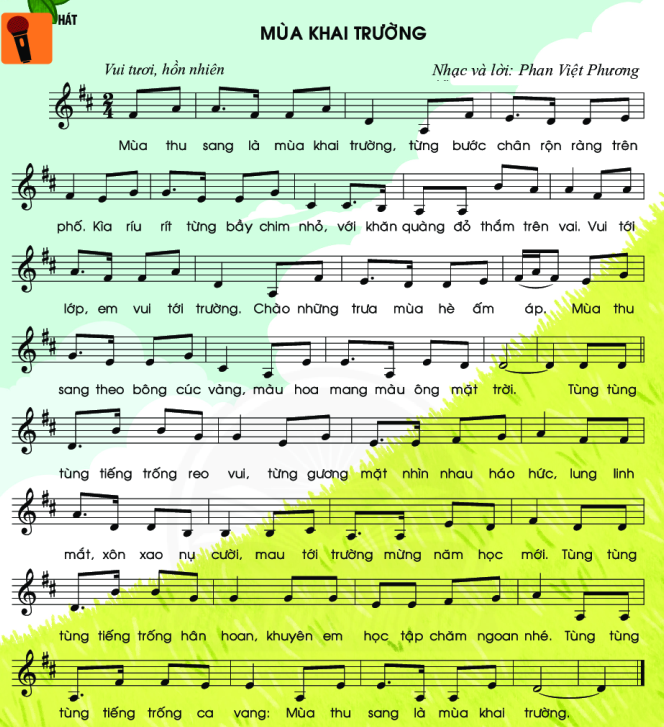 HÁT
MÙA KHAI TRƯỜNG
Vui tươi, hồn nhiên
Nhạc và lời: Phan Việt Phương
2
4
Mùa thu sang là mùa khai trường, từng bước chân rộn ràng trên
phố. Kìa ríu rít từng bầy chim nhỏ, với khăn quàng đỏ thắm trên vai. Vui tới
lớp, em vui tới trường. Chào những trưa mùa hè ấm áp. Mùa thu
sang theo bông cúc vàng, màu hoa mang màu ông mặt trời. Tùng tùng
tùng tiếng trống reo vui, từng gương mặt nhìn nhau háo hức, lung linh
mắt, xôn xao nụ cười, mau tới trường mừng năm học mới. Tùng tùng
tùng tiếng trống hân hoan, khuyên em học tập chăm ngoan nhé. Tùng tùng
tùng tiếng trống ca vang: Mùa thu sang là mùa khai trường.